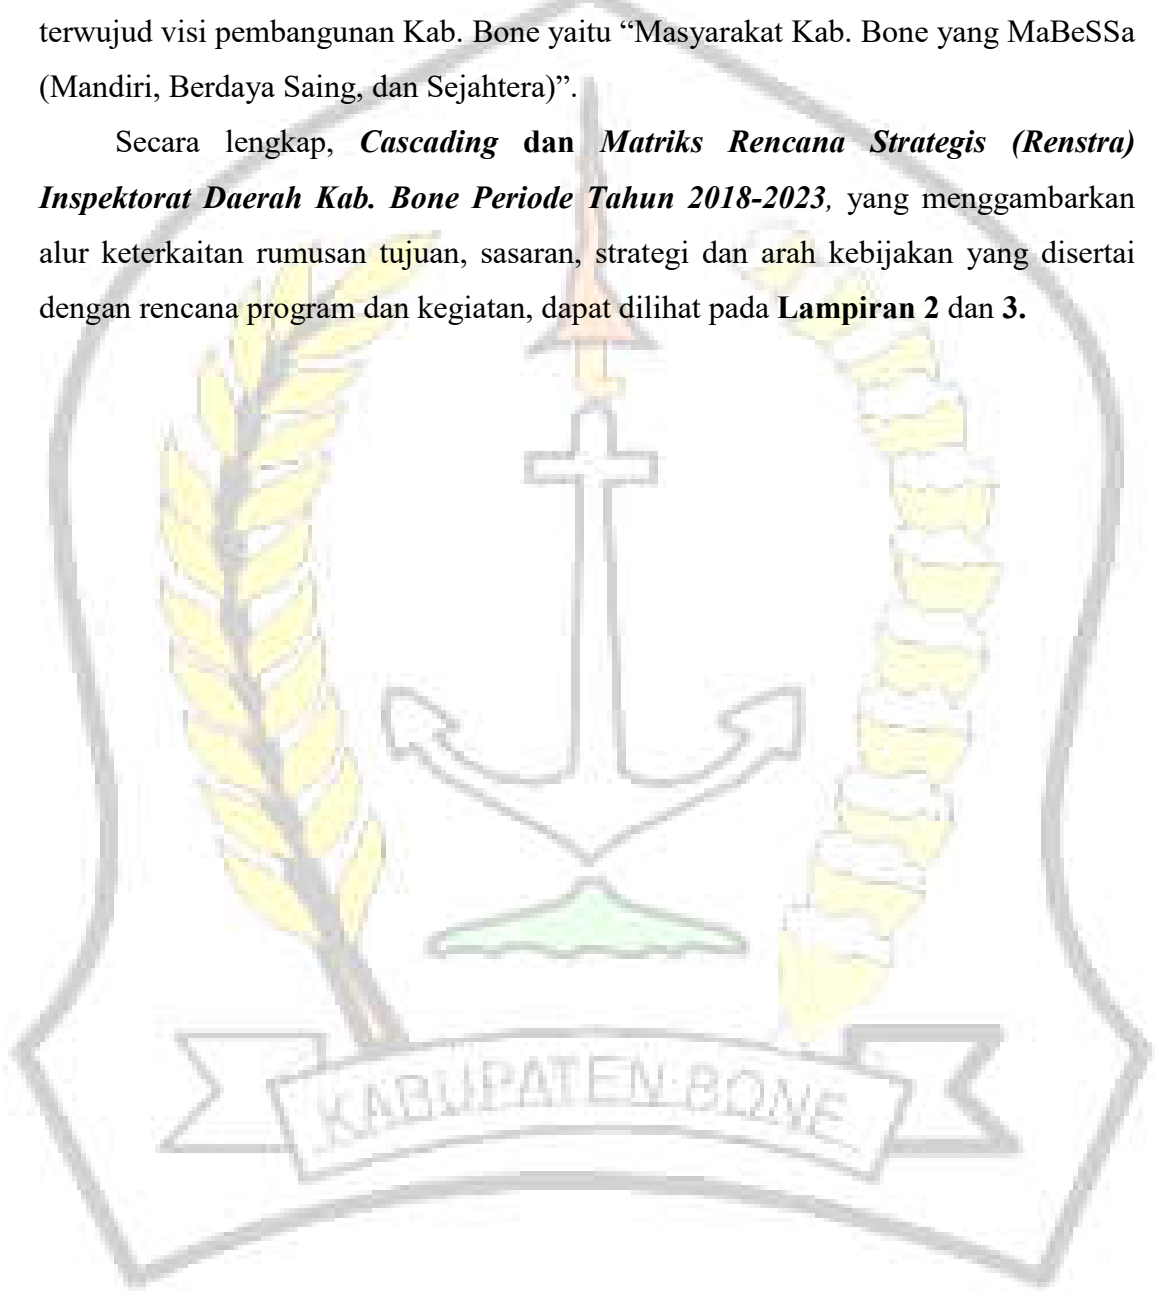 terwujud visi pembangunan Kab. Bone yaitu “Masyarakat Kab. Bone yang MaBeSSa
(Mandiri, Berdaya Saing, dan Sejahtera)”.
Secara lengkap, Cascading dan Matriks Rencana Strategis (Renstra)
Inspektorat Daerah Kab. Bone Periode Tahun 2018-2023, yang menggambarkan
alur keterkaitan rumusan tujuan, sasaran, strategi dan arah kebijakan yang disertai
dengan rencana program dan kegiatan, dapat dilihat pada Lampiran 2 dan 3.
KABUPATEN BONE